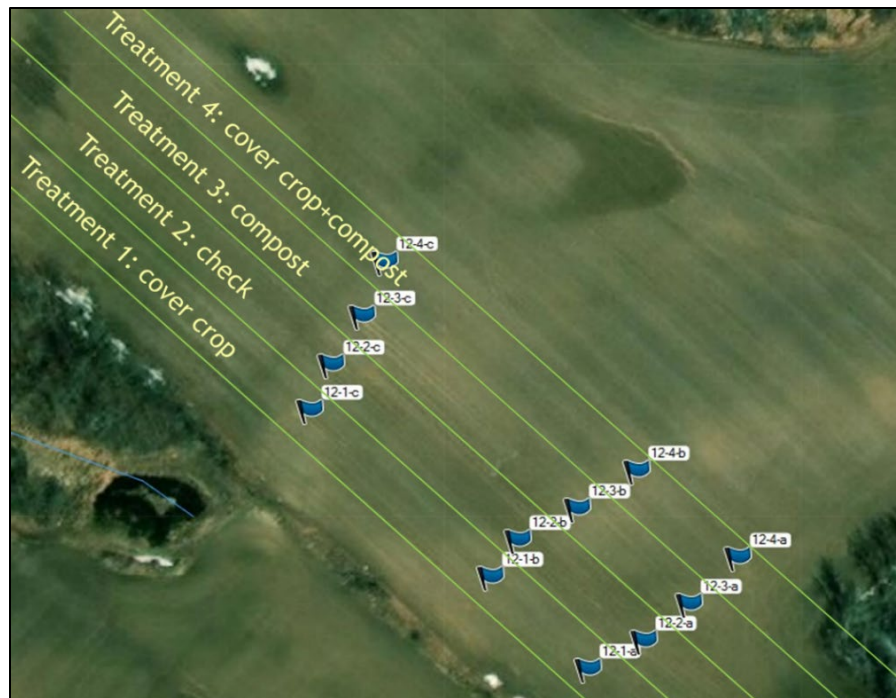 Treatment 4: cover crop+compost
Treatment 3: compost
Treatment 2: check
Treatment 1: cover crop
12-4-c
12-3-c
12-2-c
12-1-c
12-4-b
12-3-b
12-2-b
12-1-b
12-4-a
12-3-a
12-2-a
12-1-a